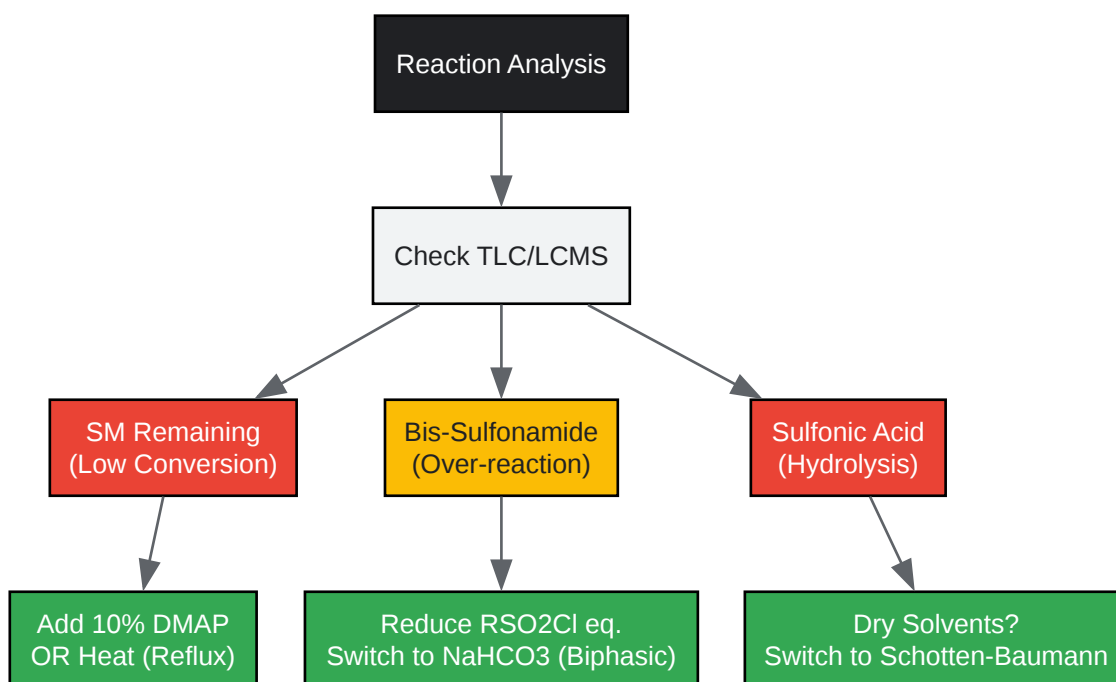 Reaction Analysis
Check TLC/LCMS
SM Remaining
(Low Conversion)
Bis-Sulfonamide
(Over-reaction)
Sulfonic Acid
(Hydrolysis)
Add 10% DMAP
OR Heat (Reflux)
Reduce RSO2Cl eq.
Switch to NaHCO3 (Biphasic)
Dry Solvents?
Switch to Schotten-Baumann